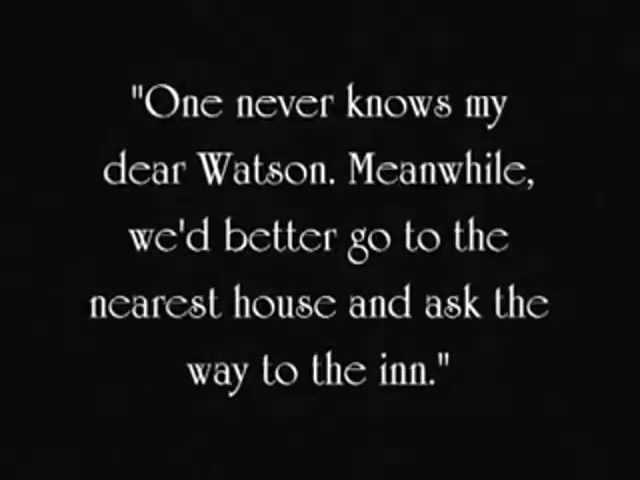 "One never knows my
dear Watson. Meanwhile,
we'd better go to the
nearest house and ask the
way to the inn."